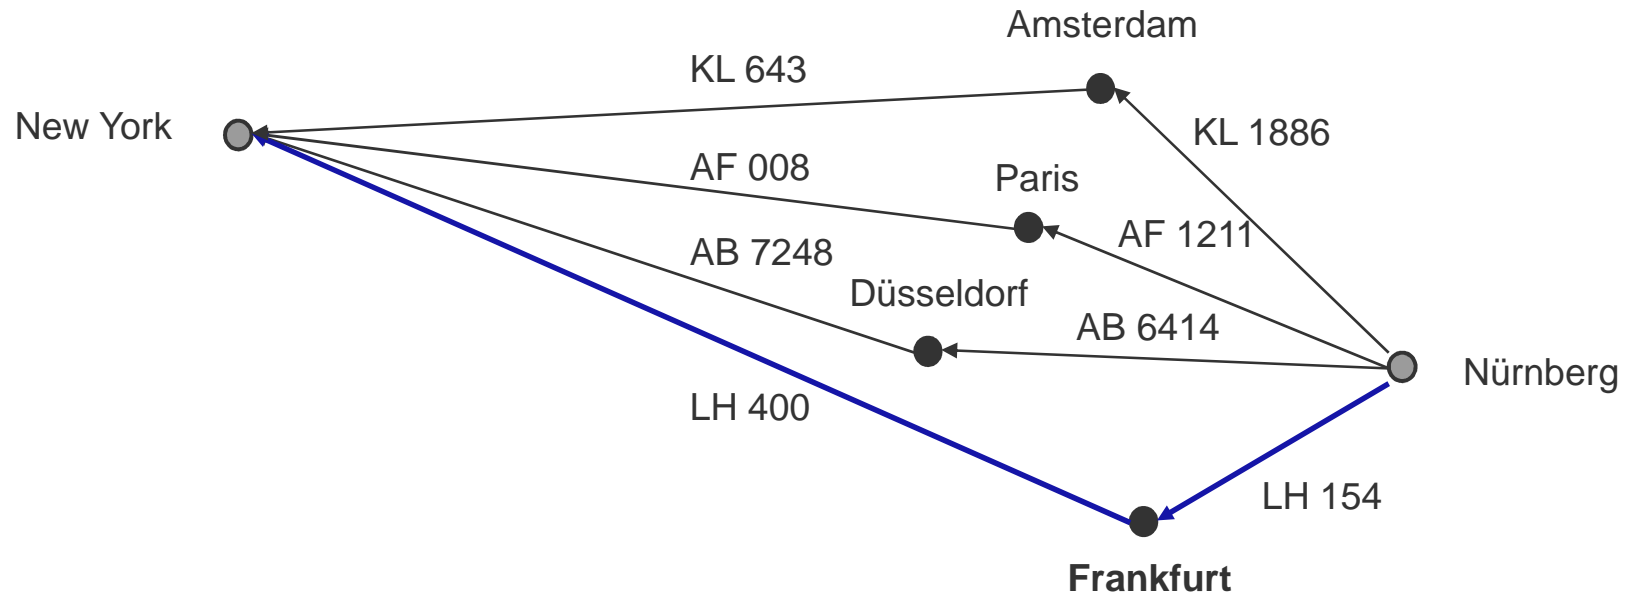 Amsterdam
KL 643
New York
KL 1886
AF 008
Paris
AF 1211
AB 7248
Düsseldorf
AB 6414
Nürnberg
LH 400
LH 154
Frankfurt